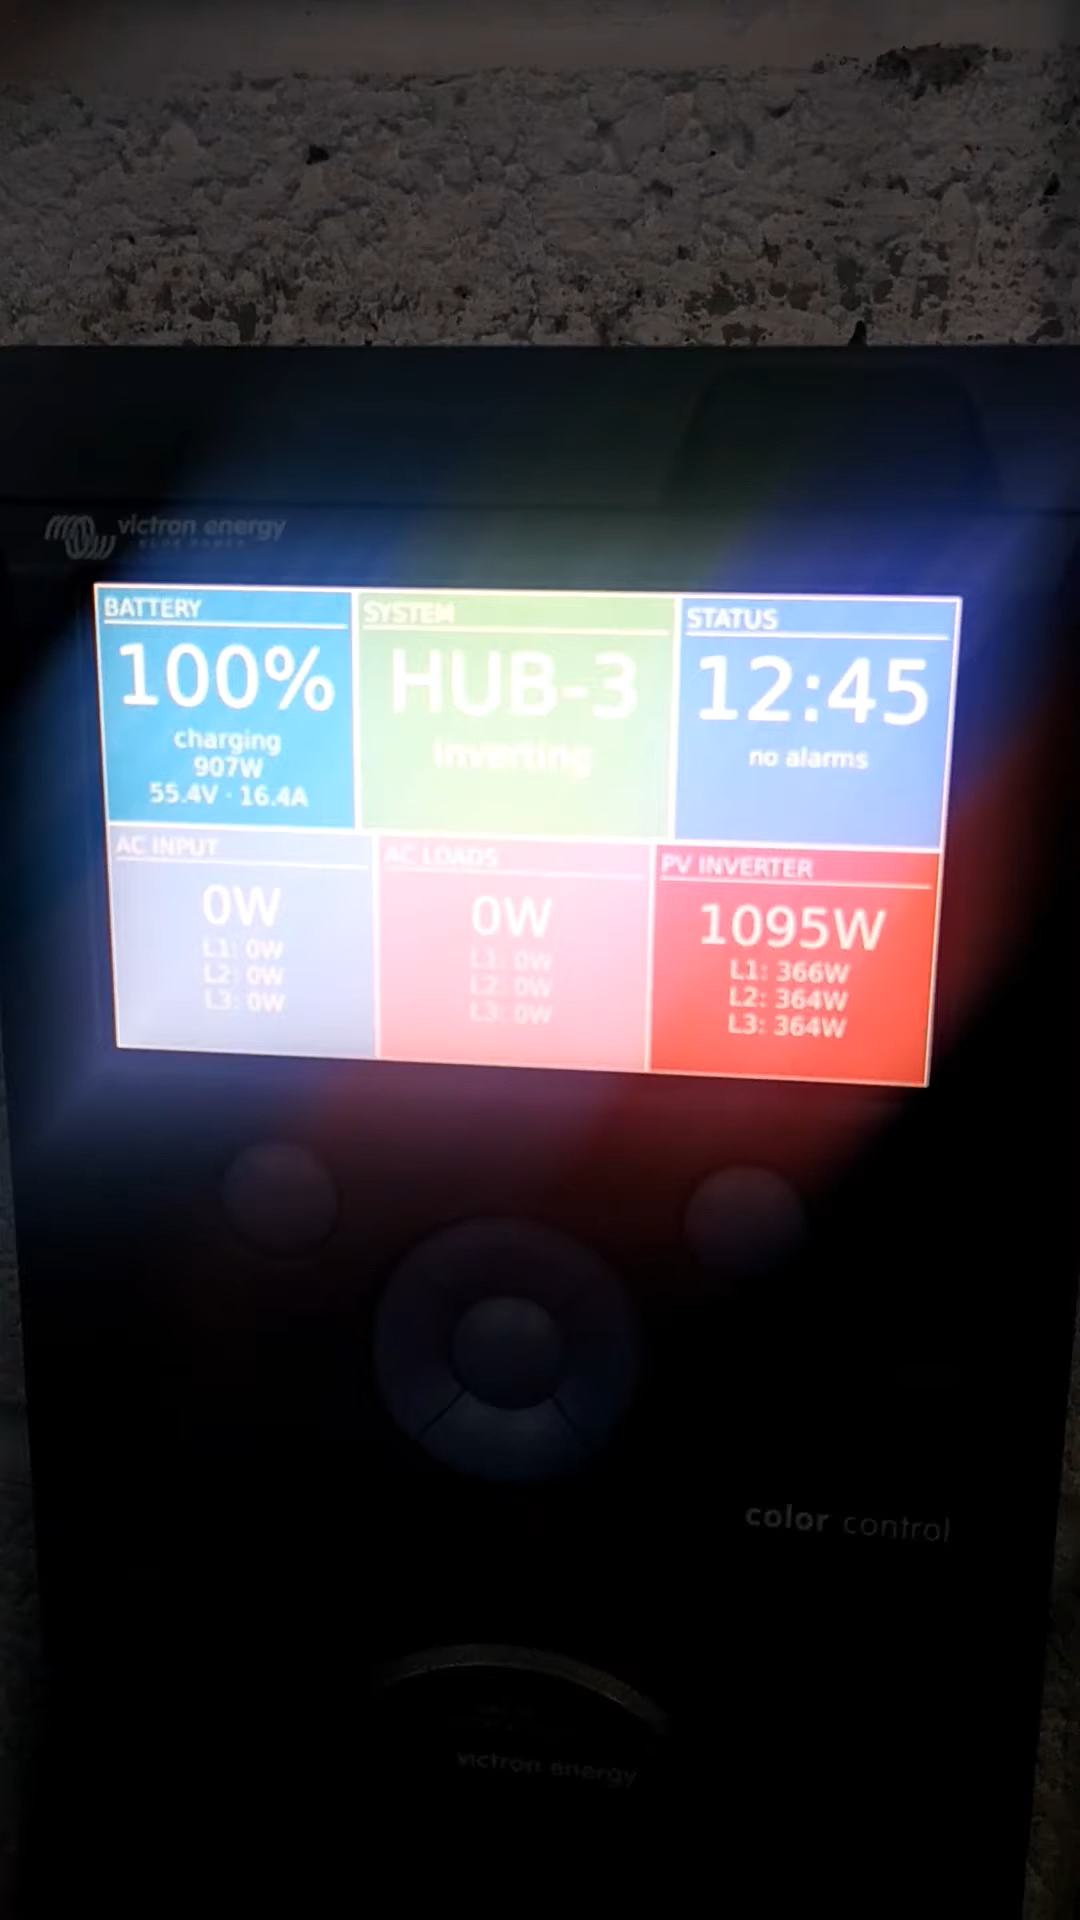 victron energy
BLUE POWER
BATTERY
100%
charging
907W
55.4V · 16.4A
SYSTEM
HUB-3
Inverting
STATUS
12:45
no alarms
AC INPUT
0W
L1: 0W
L2: 0W
L3: 0W
AC LOADS
0W
L1: 0W
L2: 0W
L3: 0W
PV INVERTER
1095W
L1: 366W
L2: 364W
L3: 364W
color control
victron energy